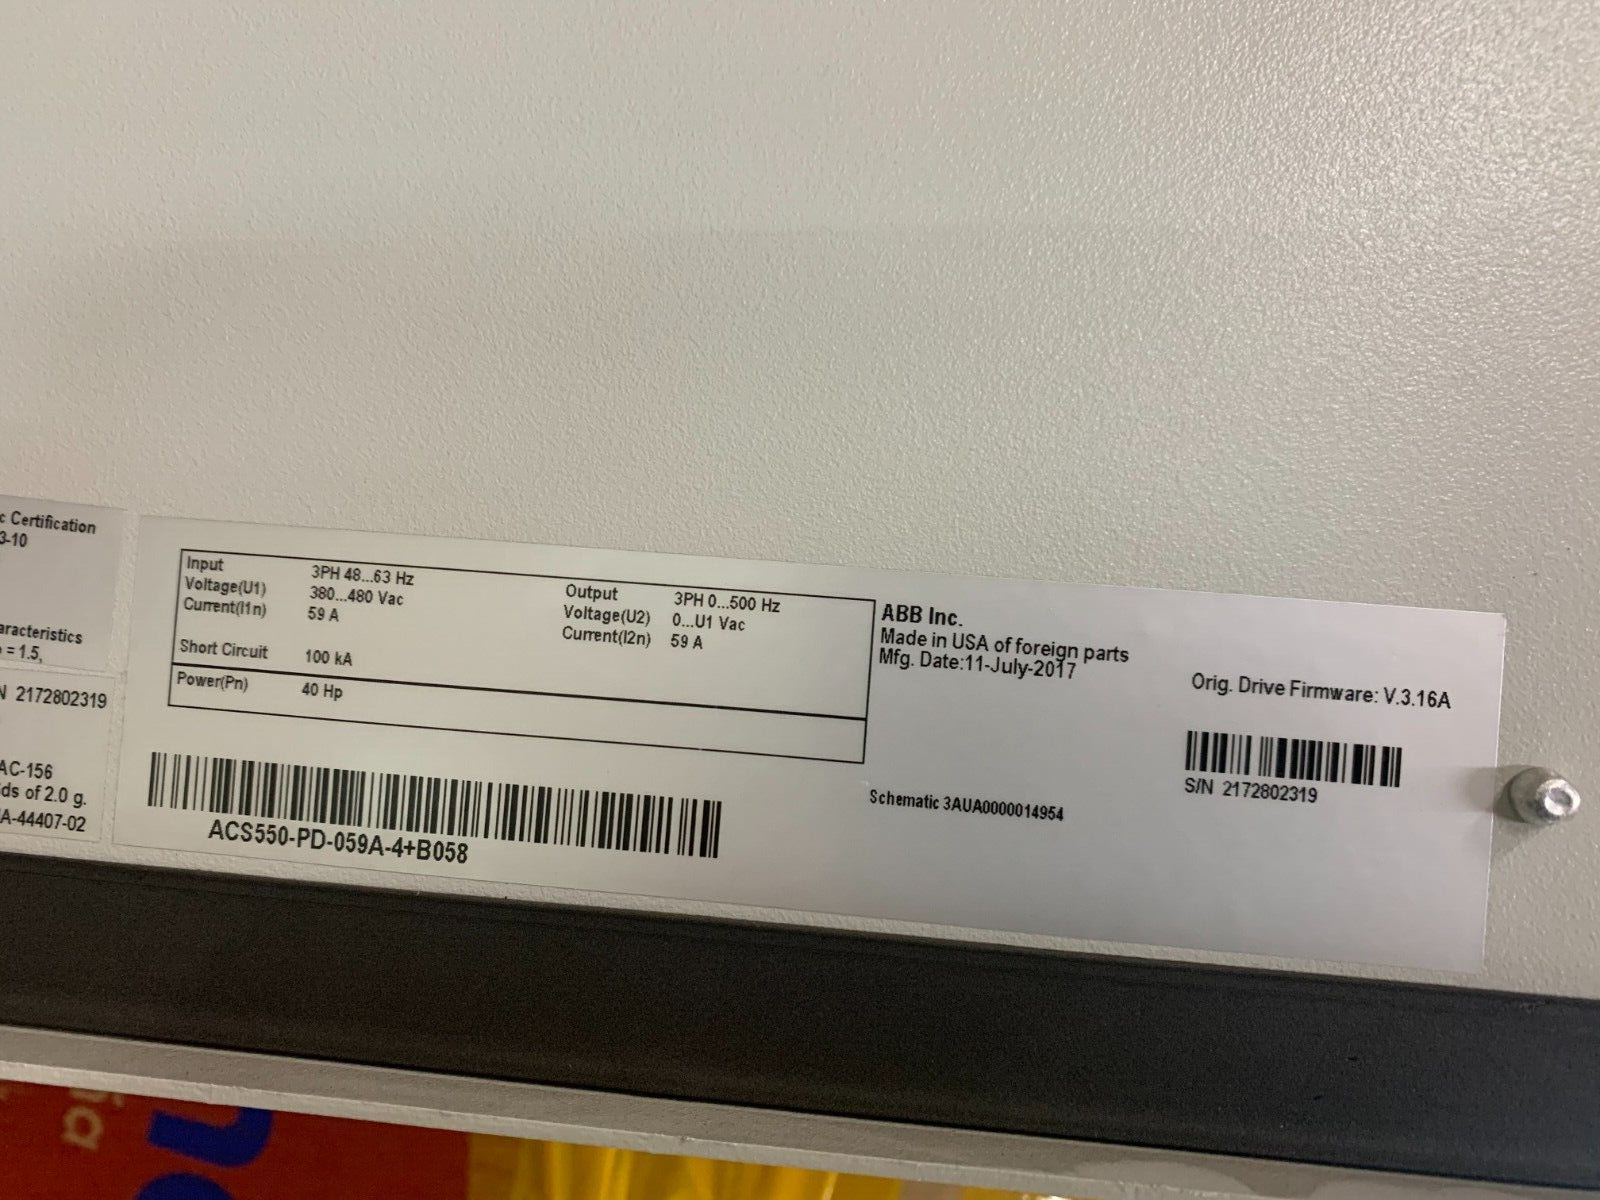 c Certification
3-10
aracteristics
= 1.5,
N 2172802319
AC-156
ds of 2.0 g.
A-44407-02
Input 3PH 48...63 Hz
Voltage(U1) 380...480 Vac
Current(I1n) 59 A
Short Circuit 100 kA
Power(Pn) 40 Hp
Output 3PH 0...500 Hz
Voltage(U2) 0...U1 Vac
Current(I2n) 59 A
ACS550-PD-059A-4+B058
ABB Inc.
Made in USA of foreign parts
Mfg. Date:11-July-2017
Schematic 3AUA0000014954
Orig. Drive Firmware: V.3.16A
S/N 2172802319